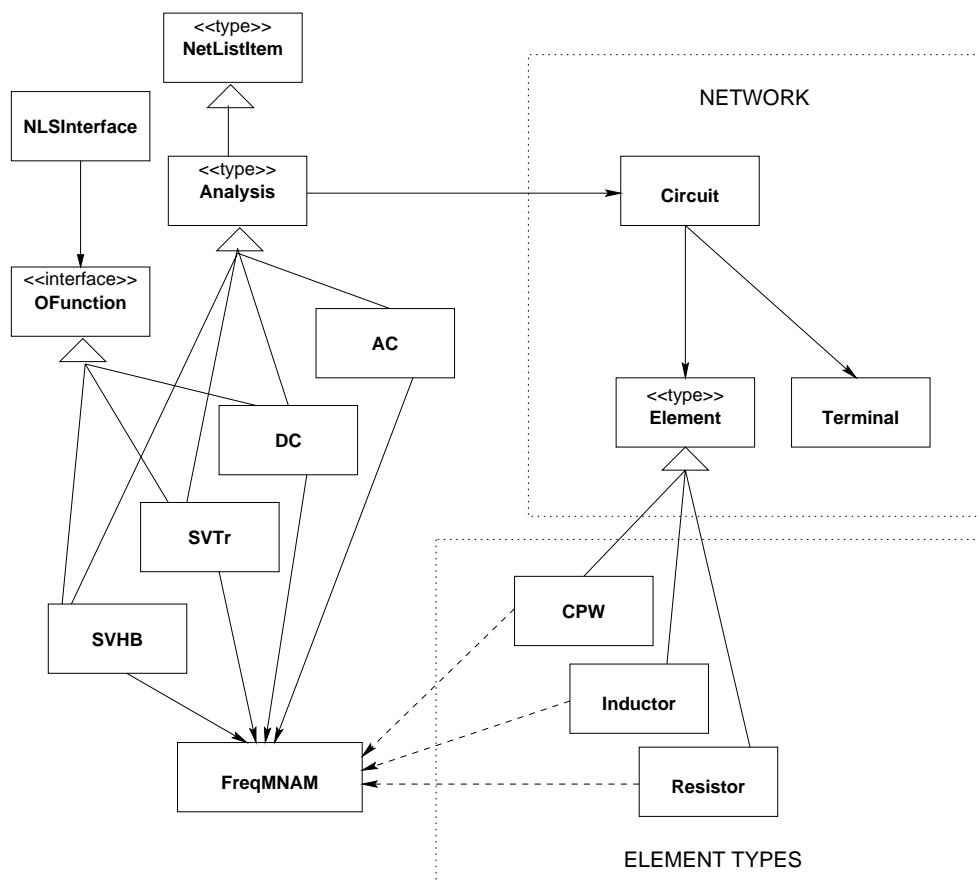 <<type>>
NetListItem
NETWORK
NLSInterface
<<type>>
Analysis
Circuit
<<interface>>
OFunction
AC
<<type>>
Element
Terminal
DC
SVTr
CPW
SVHB
Inductor
FreqMNAM
Resistor
ELEMENT TYPES